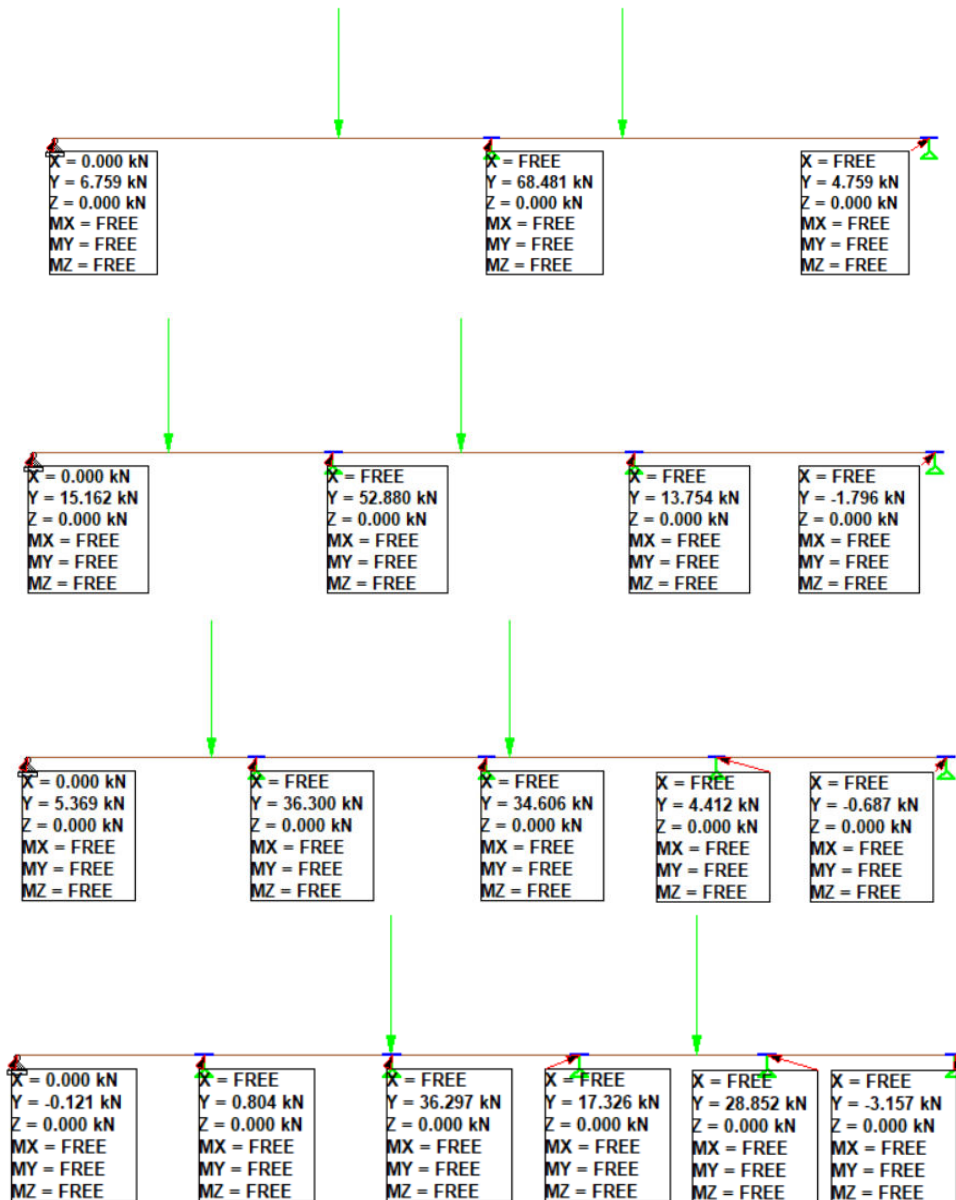 X = 0.000 kN
Y = 6.759 kN
Z = 0.000 kN
MX = FREE
MY = FREE
MZ = FREE
X = FREE
Y = 68.481 kN
Z = 0.000 kN
MX = FREE
MY = FREE
MZ = FREE
X = FREE
Y = 4.759 kN
Z = 0.000 kN
MX = FREE
MY = FREE
MZ = FREE
X = 0.000 kN
Y = 15.162 kN
Z = 0.000 kN
MX = FREE
MY = FREE
MZ = FREE
X = FREE
Y = 52.880 kN
Z = 0.000 kN
MX = FREE
MY = FREE
MZ = FREE
X = FREE
Y = 13.754 kN
Z = 0.000 kN
MX = FREE
MY = FREE
MZ = FREE
X = FREE
Y = -1.796 kN
Z = 0.000 kN
MX = FREE
MY = FREE
MZ = FREE
X = 0.000 kN
Y = 5.369 kN
Z = 0.000 kN
MX = FREE
MY = FREE
MZ = FREE
X = FREE
Y = 36.300 kN
Z = 0.000 kN
MX = FREE
MY = FREE
MZ = FREE
X = FREE
Y = 34.606 kN
Z = 0.000 kN
MX = FREE
MY = FREE
MZ = FREE
X = FREE
Y = 4.412 kN
Z = 0.000 kN
MX = FREE
MY = FREE
MZ = FREE
X = FREE
Y = -0.687 kN
Z = 0.000 kN
MX = FREE
MY = FREE
MZ = FREE
X = 0.000 kN
Y = -0.121 kN
Z = 0.000 kN
MX = FREE
MY = FREE
MZ = FREE
X = FREE
Y = 0.804 kN
Z = 0.000 kN
MX = FREE
MY = FREE
MZ = FREE
X = FREE
Y = 36.297 kN
Z = 0.000 kN
MX = FREE
MY = FREE
MZ = FREE
X = FREE
Y = 17.326 kN
Z = 0.000 kN
MX = FREE
MY = FREE
MZ = FREE
X = FREE
Y = 28.852 kN
Z = 0.000 kN
MX = FREE
MY = FREE
MZ = FREE
X = FREE
Y = -3.157 kN
Z = 0.000 kN
MX = FREE
MY = FREE
MZ = FREE